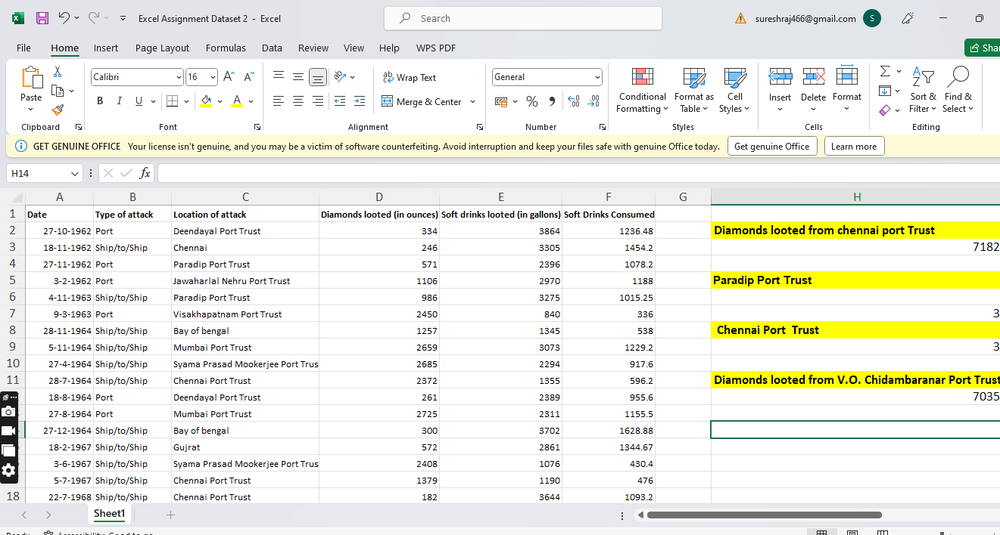 Excel Assignment Dataset 2 - Excel
Search
sureshraj466@gmail.com
S
File Home Insert Page Layout Formulas Data Review View Help WPS PDF
Paste
Clipboard
Calibri 16
B I U
Font
Wrap Text
Merge & Center
Alignment
General
Number
Conditional Formatting
Format as Table
Cell Styles
Styles
Insert Delete Format
Cells
Sort & Filter
Find & Select
Editing
GET GENUINE OFFICE Your license isn't genuine, and you may be a victim of software counterfeiting. Avoid interruption and keep your files safe with genuine Office today. Get genuine Office Learn more
H14 fx
A B C D E F G H
1 Date Type of attack Location of attack Diamonds looted (in ounces) Soft drinks looted (in gallons) Soft Drinks Consumed
2 27-10-1962 Port Deendayal Port Trust 334 3864 1236.48 Diamonds looted from chennai port Trust
3 18-11-1962 Ship/to/Ship Chennai 246 3305 1454.2 7182
4 27-11-1962 Port Paradip Port Trust 571 2396 1078.2
5 3-2-1962 Port Jawaharlal Nehru Port Trust 1106 2970 1188 Paradip Port Trust
6 4-11-1963 Ship/to/Ship Paradip Port Trust 986 3275 1015.25
7 9-3-1963 Port Visakhapatnam Port Trust 2450 840 336 3
8 28-11-1964 Ship/to/Ship Bay of bengal 1257 1345 538 Chennai Port Trust
9 5-11-1964 Ship/to/Ship Mumbai Port Trust 2659 3073 1229.2 3
10 27-4-1964 Ship/to/Ship Syama Prasad Mookerjee Port Trus 2685 2294 917.6
11 28-7-1964 Ship/to/Ship Chennai Port Trust 2372 1355 596.2 Diamonds looted from V.O. Chidambaranar Port Trust
18-8-1964 Port Deendayal Port Trust 261 2389 955.6 7035
27-8-1964 Port Mumbai Port Trust 2725 2311 1155.5
27-12-1964 Ship/to/Ship Bay of bengal 300 3702 1628.88
18-2-1967 Ship/to/Ship Gujrat 572 2861 1344.67
3-6-1967 Ship/to/Ship Syama Prasad Mookerjee Port Trus 2408 1076 430.4
5-7-1967 Ship/to/Ship Chennai Port Trust 1379 1190 476
18 22-7-1968 Ship/to/Ship Chennai Port Trust 182 3644 1093.2
Sheet1